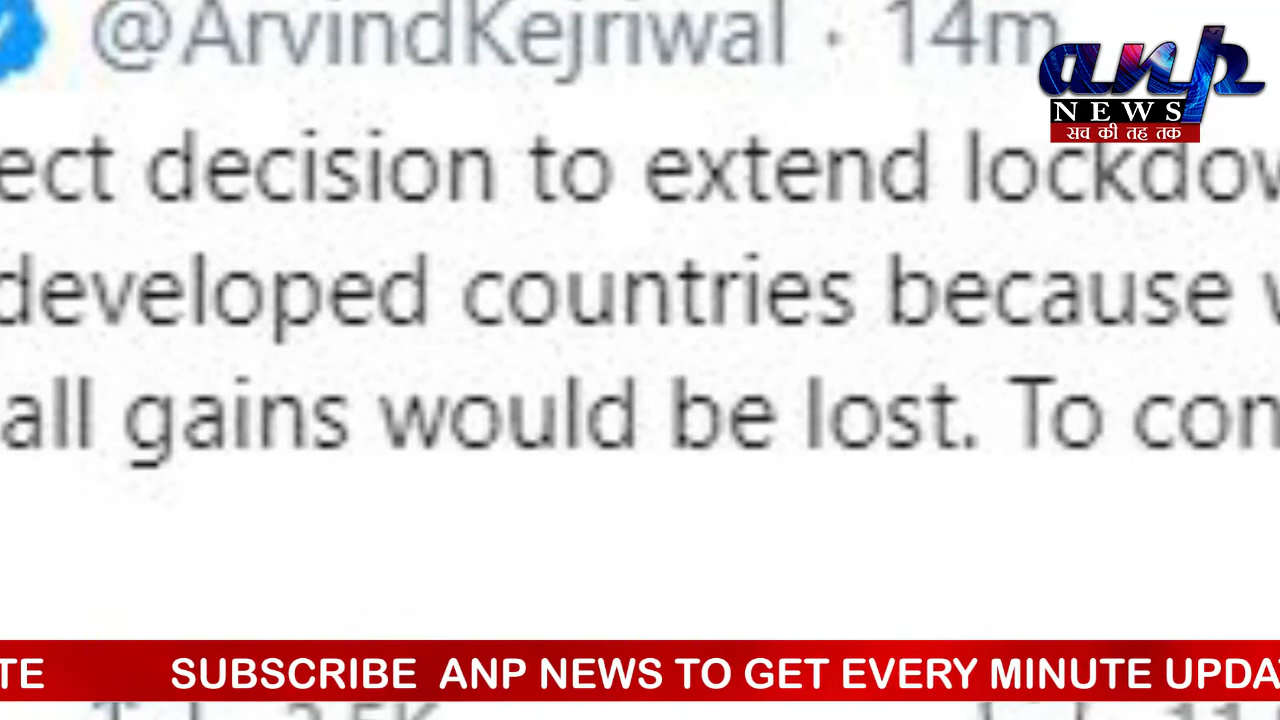 @ArvindKejriwal · 14m
anp
NEWS
सच की तह तक
ect decision to extend lockdow
developed countries because
all gains would be lost. To con
TE SUBSCRIBE ANP NEWS TO GET EVERY MINUTE UPDA